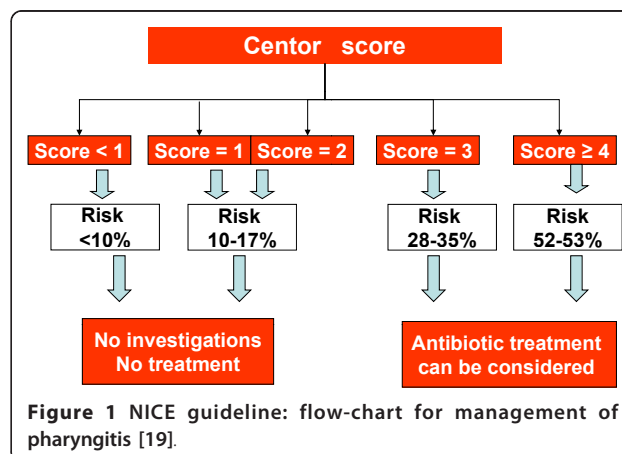 Centor score
Score < 1 Score = 1 Score = 2 Score = 3 Score ≥ 4
Risk Risk Risk Risk
<10% 10-17% 28-35% 52-53%
No investigations Antibiotic treatment
No treatment can be considered
Figure 1 NICE guideline: flow-chart for management of
pharyngitis [19].